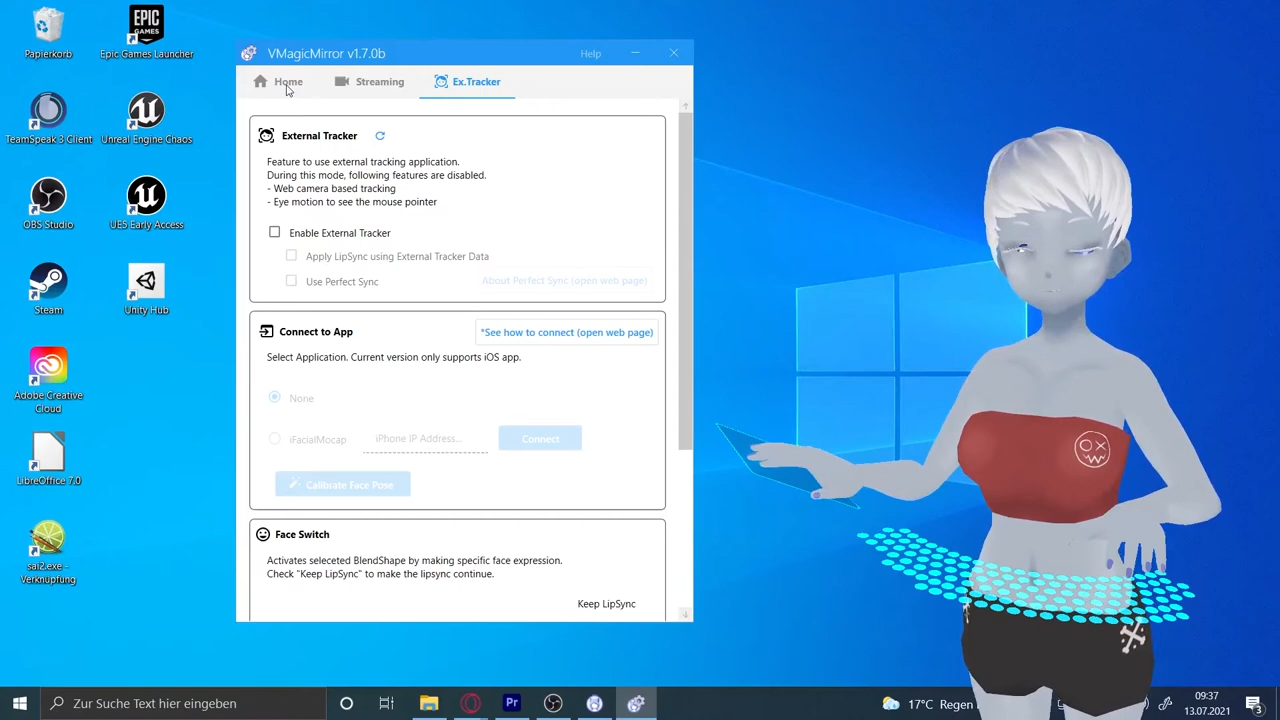 Papierkorb
Epic Games Launcher
TeamSpeak 3 Client
Unreal Engine Chaos
OBS Studio
UE5 Early Access
Steam
Unity Hub
Adobe Creative
Cloud
LibreOffice 7.0
sai2.exe -
Verknüpfung
EPIC
GAMES
VMagicMirror v1.7.0b
Help
Home
Streaming
Ex.Tracker
External Tracker
Feature to use external tracking application.
During this mode, following features are disabled.
- Web camera based tracking
- Eye motion to see the mouse pointer
Enable External Tracker
Apply LipSync using External Tracker Data
Use Perfect Sync
About Perfect Sync (open web page)
Connect to App
*See how to connect (open web page)
Select Application. Current version only supports iOS app.
None
iFacialMocap
iPhone IP Address...
Connect
Calibrate Face Pose
Face Switch
Activates seleceted BlendShape by making specific face expression.
Check "Keep LipSync" to make the lipsync continue.
Keep LipSync
Zur Suche Text hier eingeben
Pr
17°C Regen
09:37
13.07.2021
3